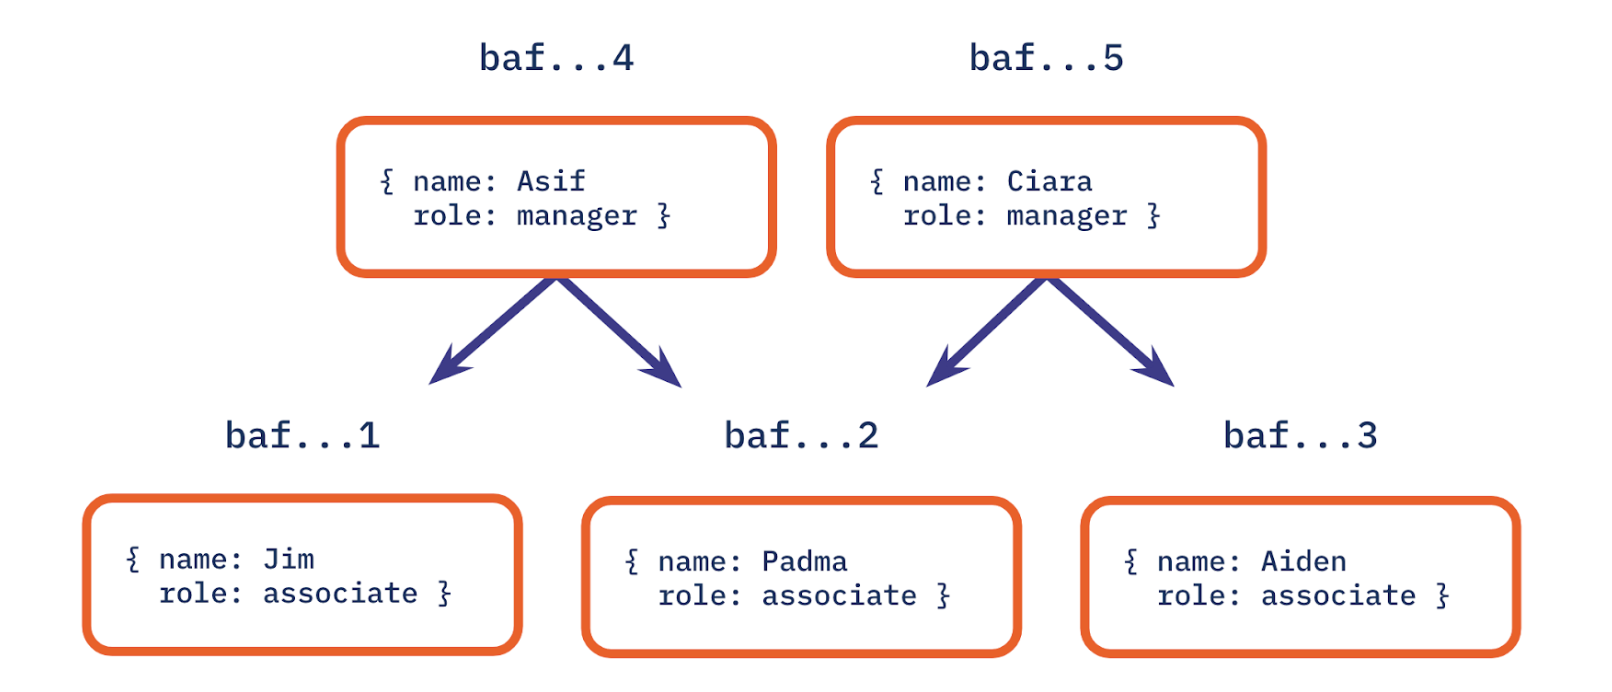 baf...4
baf...5
{ name: Asif
role: manager }
{ name: Ciara
role: manager }
baf...1
baf...2
baf...3
{ name: Jim
role: associate }
{ name: Padma
role: associate }
{ name: Aiden
role: associate }